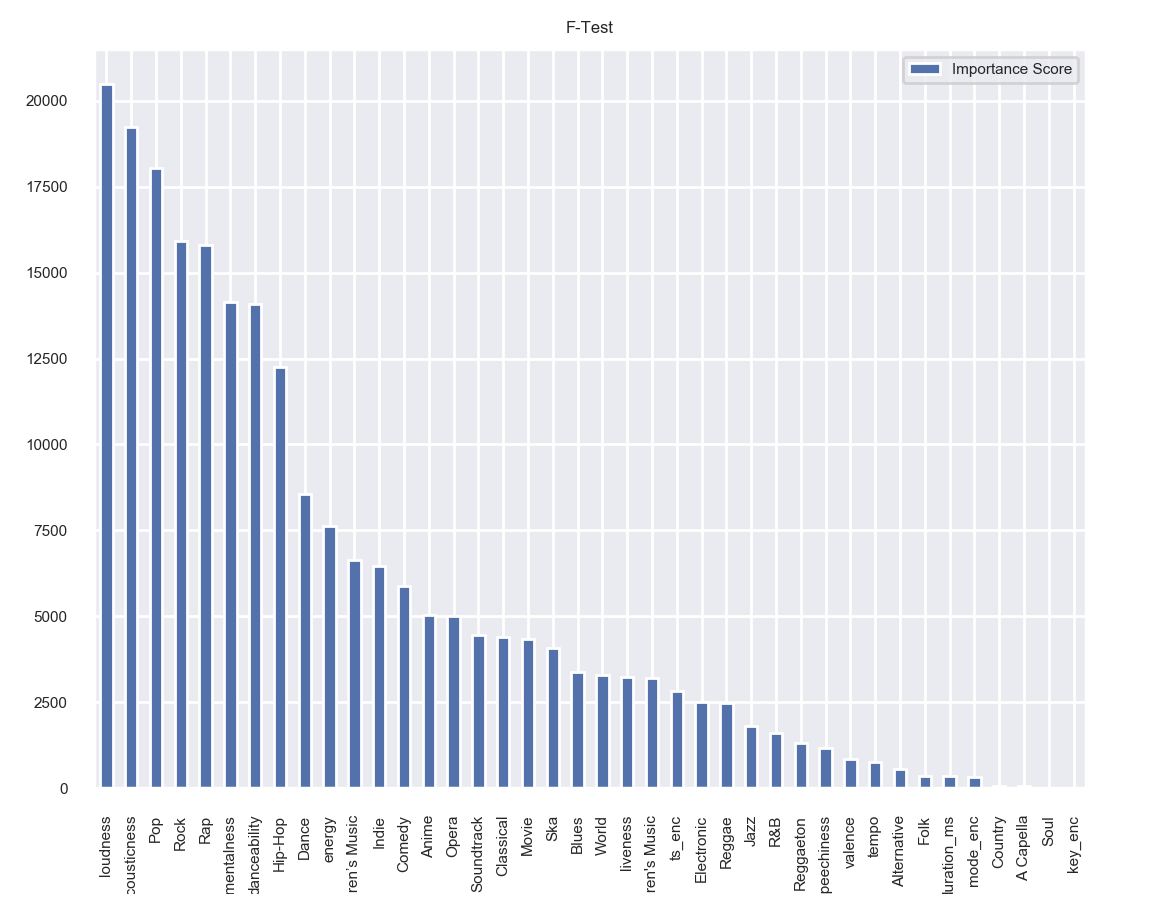 F-Test
Importance Score
20000
17500
15000
12500
10000
7500
5000
2500
0
loudness
cousticness
Pop
Rock
Rap
mentalness
danceability
Hip-Hop
Dance
energy
ren’s Music
Indie
Comedy
Anime
Opera
Soundtrack
Classical
Movie
Ska
Blues
World
liveness
ren's Music
ts_enc
Electronic
Reggae
Jazz
R&B
Reggaeton
peechiness
valence
tempo
Alternative
Folk
luration_ms
mode_enc
Country
A Capella
Soul
key_enc